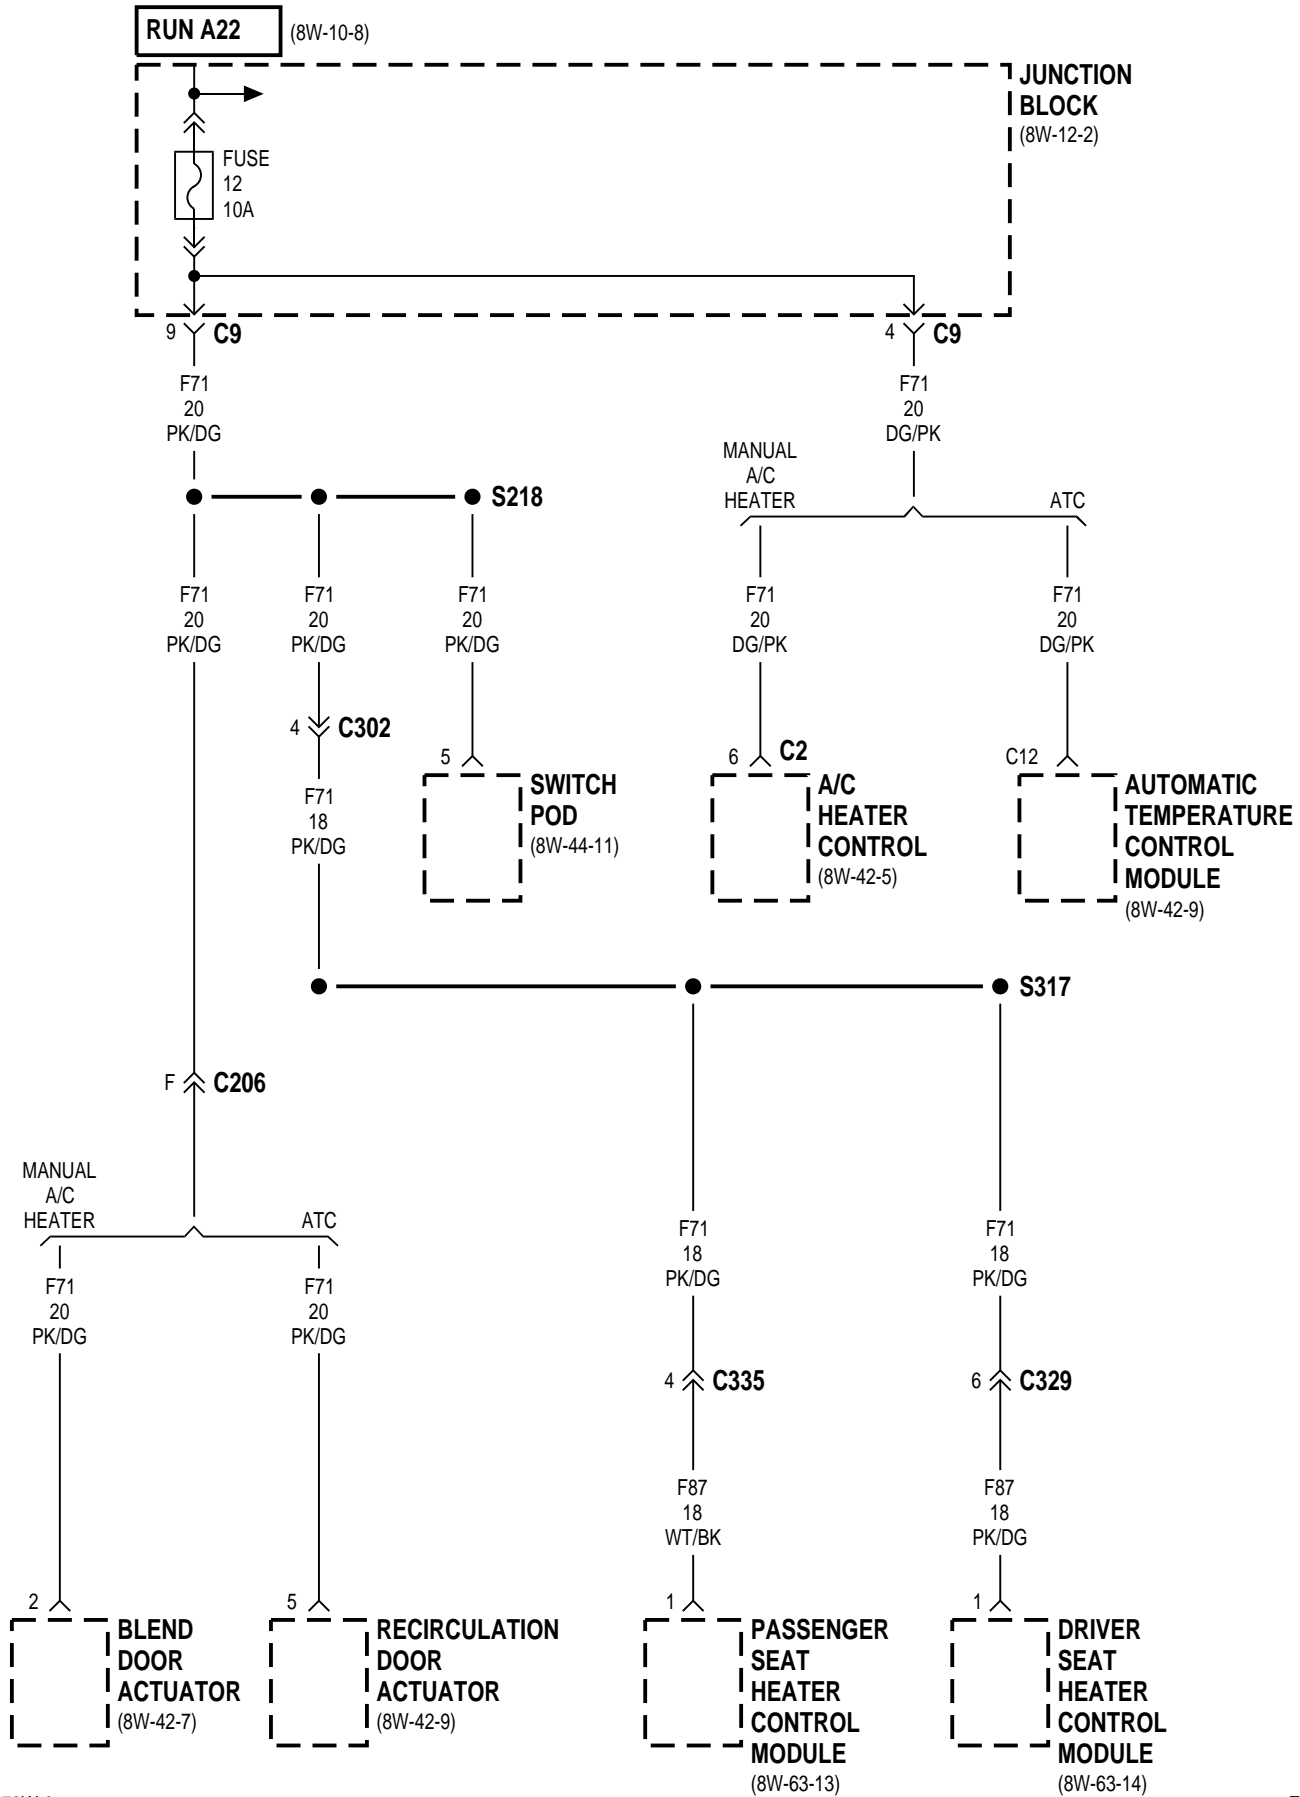 RUN A22 (8W-10-8)
JUNCTION
BLOCK
(8W-12-2)
FUSE
12
10A
9 C9
4 C9
F71
20
PK/DG
F71
20
DG/PK
MANUAL
A/C
HEATER
ATC
S218
F71
20
PK/DG
F71
20
PK/DG
F71
20
PK/DG
F71
20
DG/PK
F71
20
DG/PK
4 C302
F71
18
PK/DG
5
SWITCH
POD
(8W-44-11)
6 C2
A/C
HEATER
CONTROL
(8W-42-5)
C12
AUTOMATIC
TEMPERATURE
CONTROL
MODULE
(8W-42-9)
S317
F C206
MANUAL
A/C
HEATER
ATC
F71
20
PK/DG
F71
20
PK/DG
F71
18
PK/DG
F71
18
PK/DG
4 C335
6 C329
F87
18
WT/BK
F87
18
PK/DG
2
BLEND
DOOR
ACTUATOR
(8W-42-7)
5
RECIRCULATION
DOOR
ACTUATOR
(8W-42-9)
1
PASSENGER
SEAT
HEATER
CONTROL
MODULE
(8W-63-13)
1
DRIVER
SEAT
HEATER
CONTROL
MODULE
(8W-63-14)